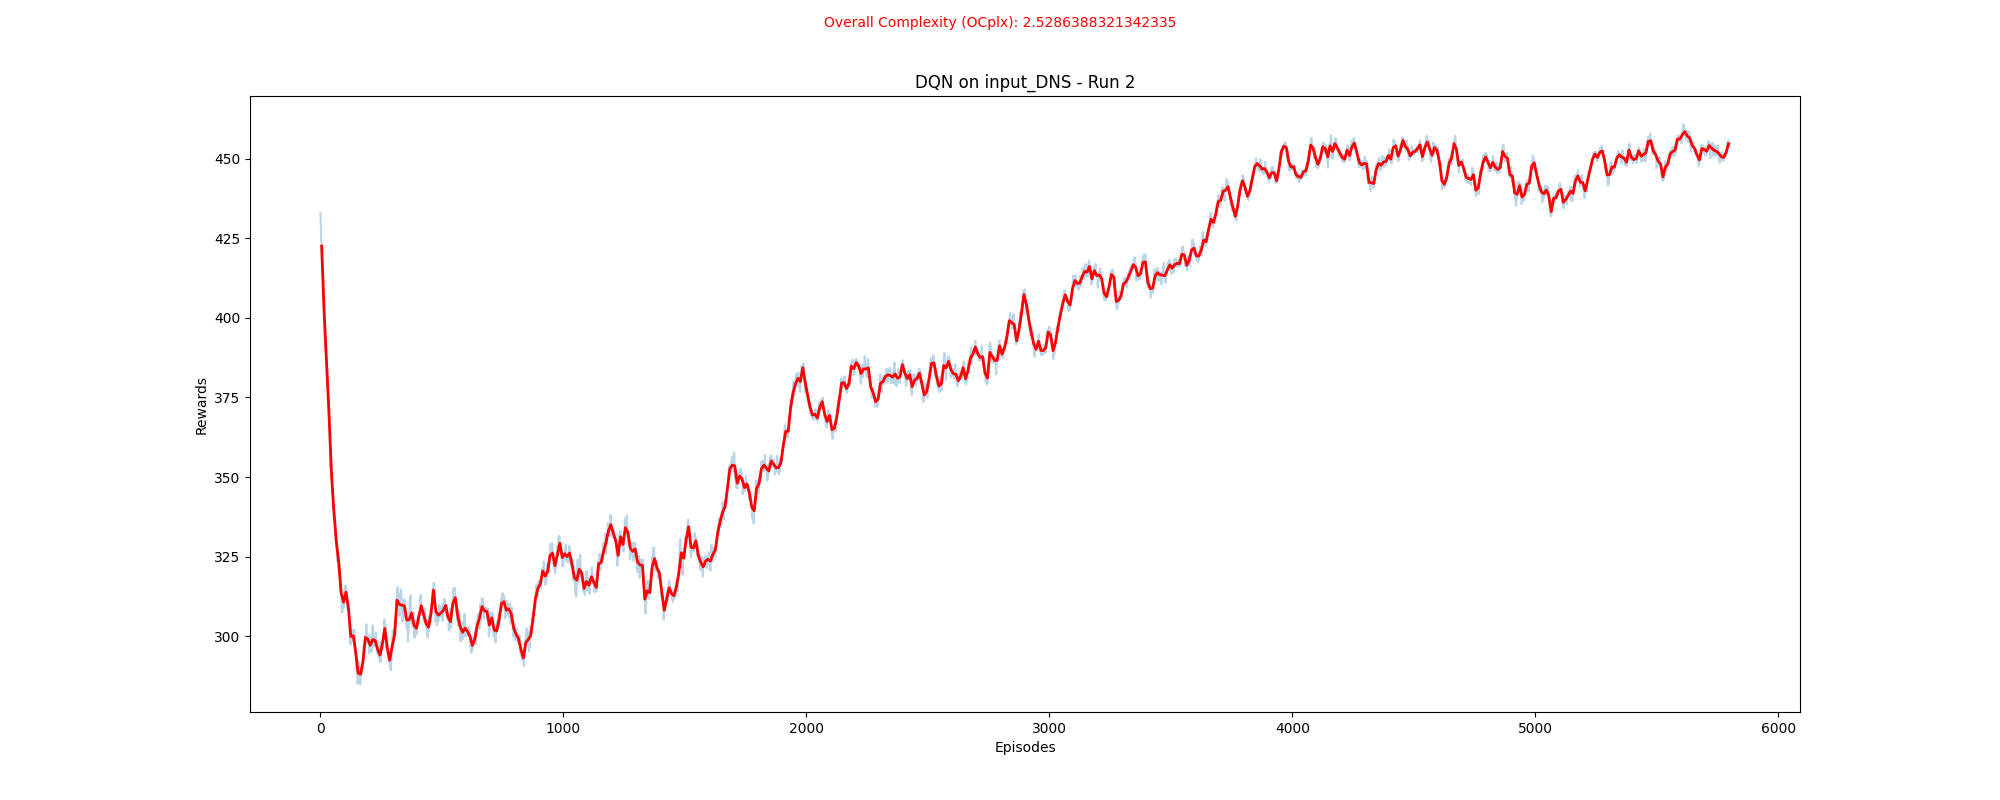 Overall Complexity (OCplx): 2.5286388321342335
DQN on input_DNS - Run 2
450
425
400
375
350
325
300
Rewards
0 1000 2000 3000 4000 5000 6000
Episodes